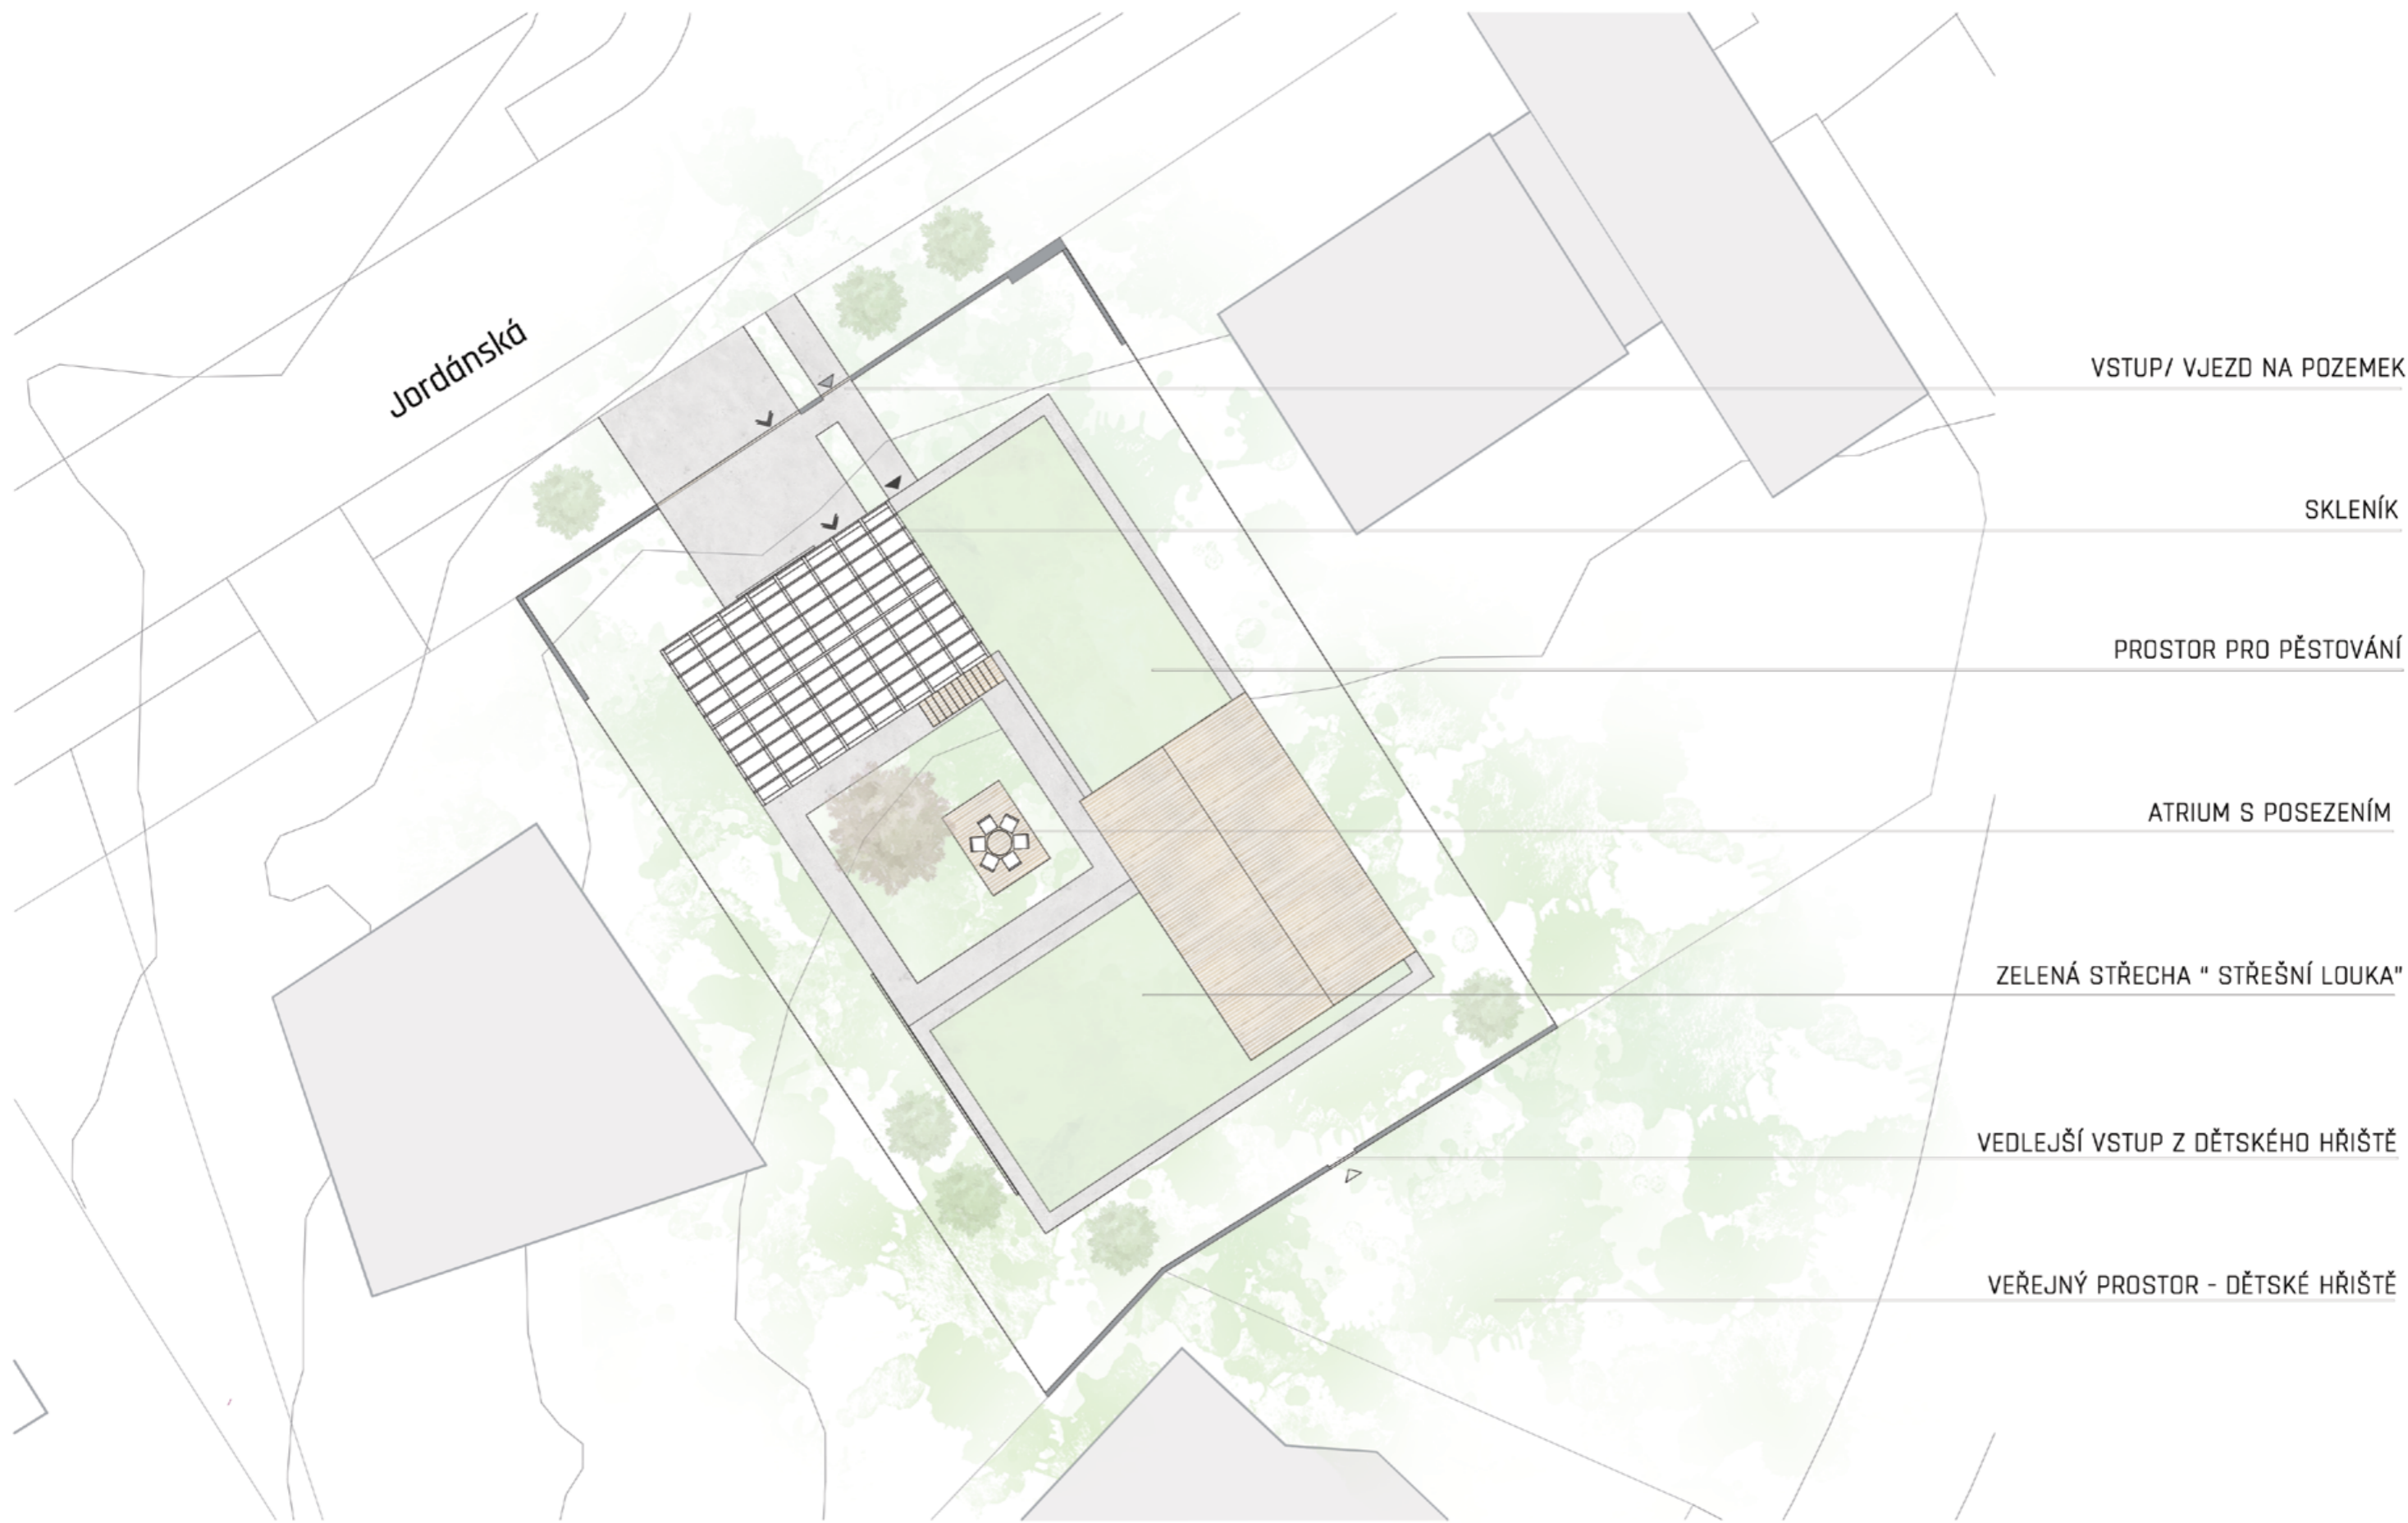 Jordánská
VSTUP/ VJEZD NA POZEMEK
SKLENÍK
PROSTOR PRO PĚSTOVÁNÍ
ATRIUM S POSEZENÍM
ZELENÁ STŘECHA “ STŘEŠNÍ LOUKA”
VEDLEJŠÍ VSTUP Z DĚTSKÉHO HŘIŠTĚ
VEŘEJNÝ PROSTOR - DĚTSKÉ HŘIŠTĚ